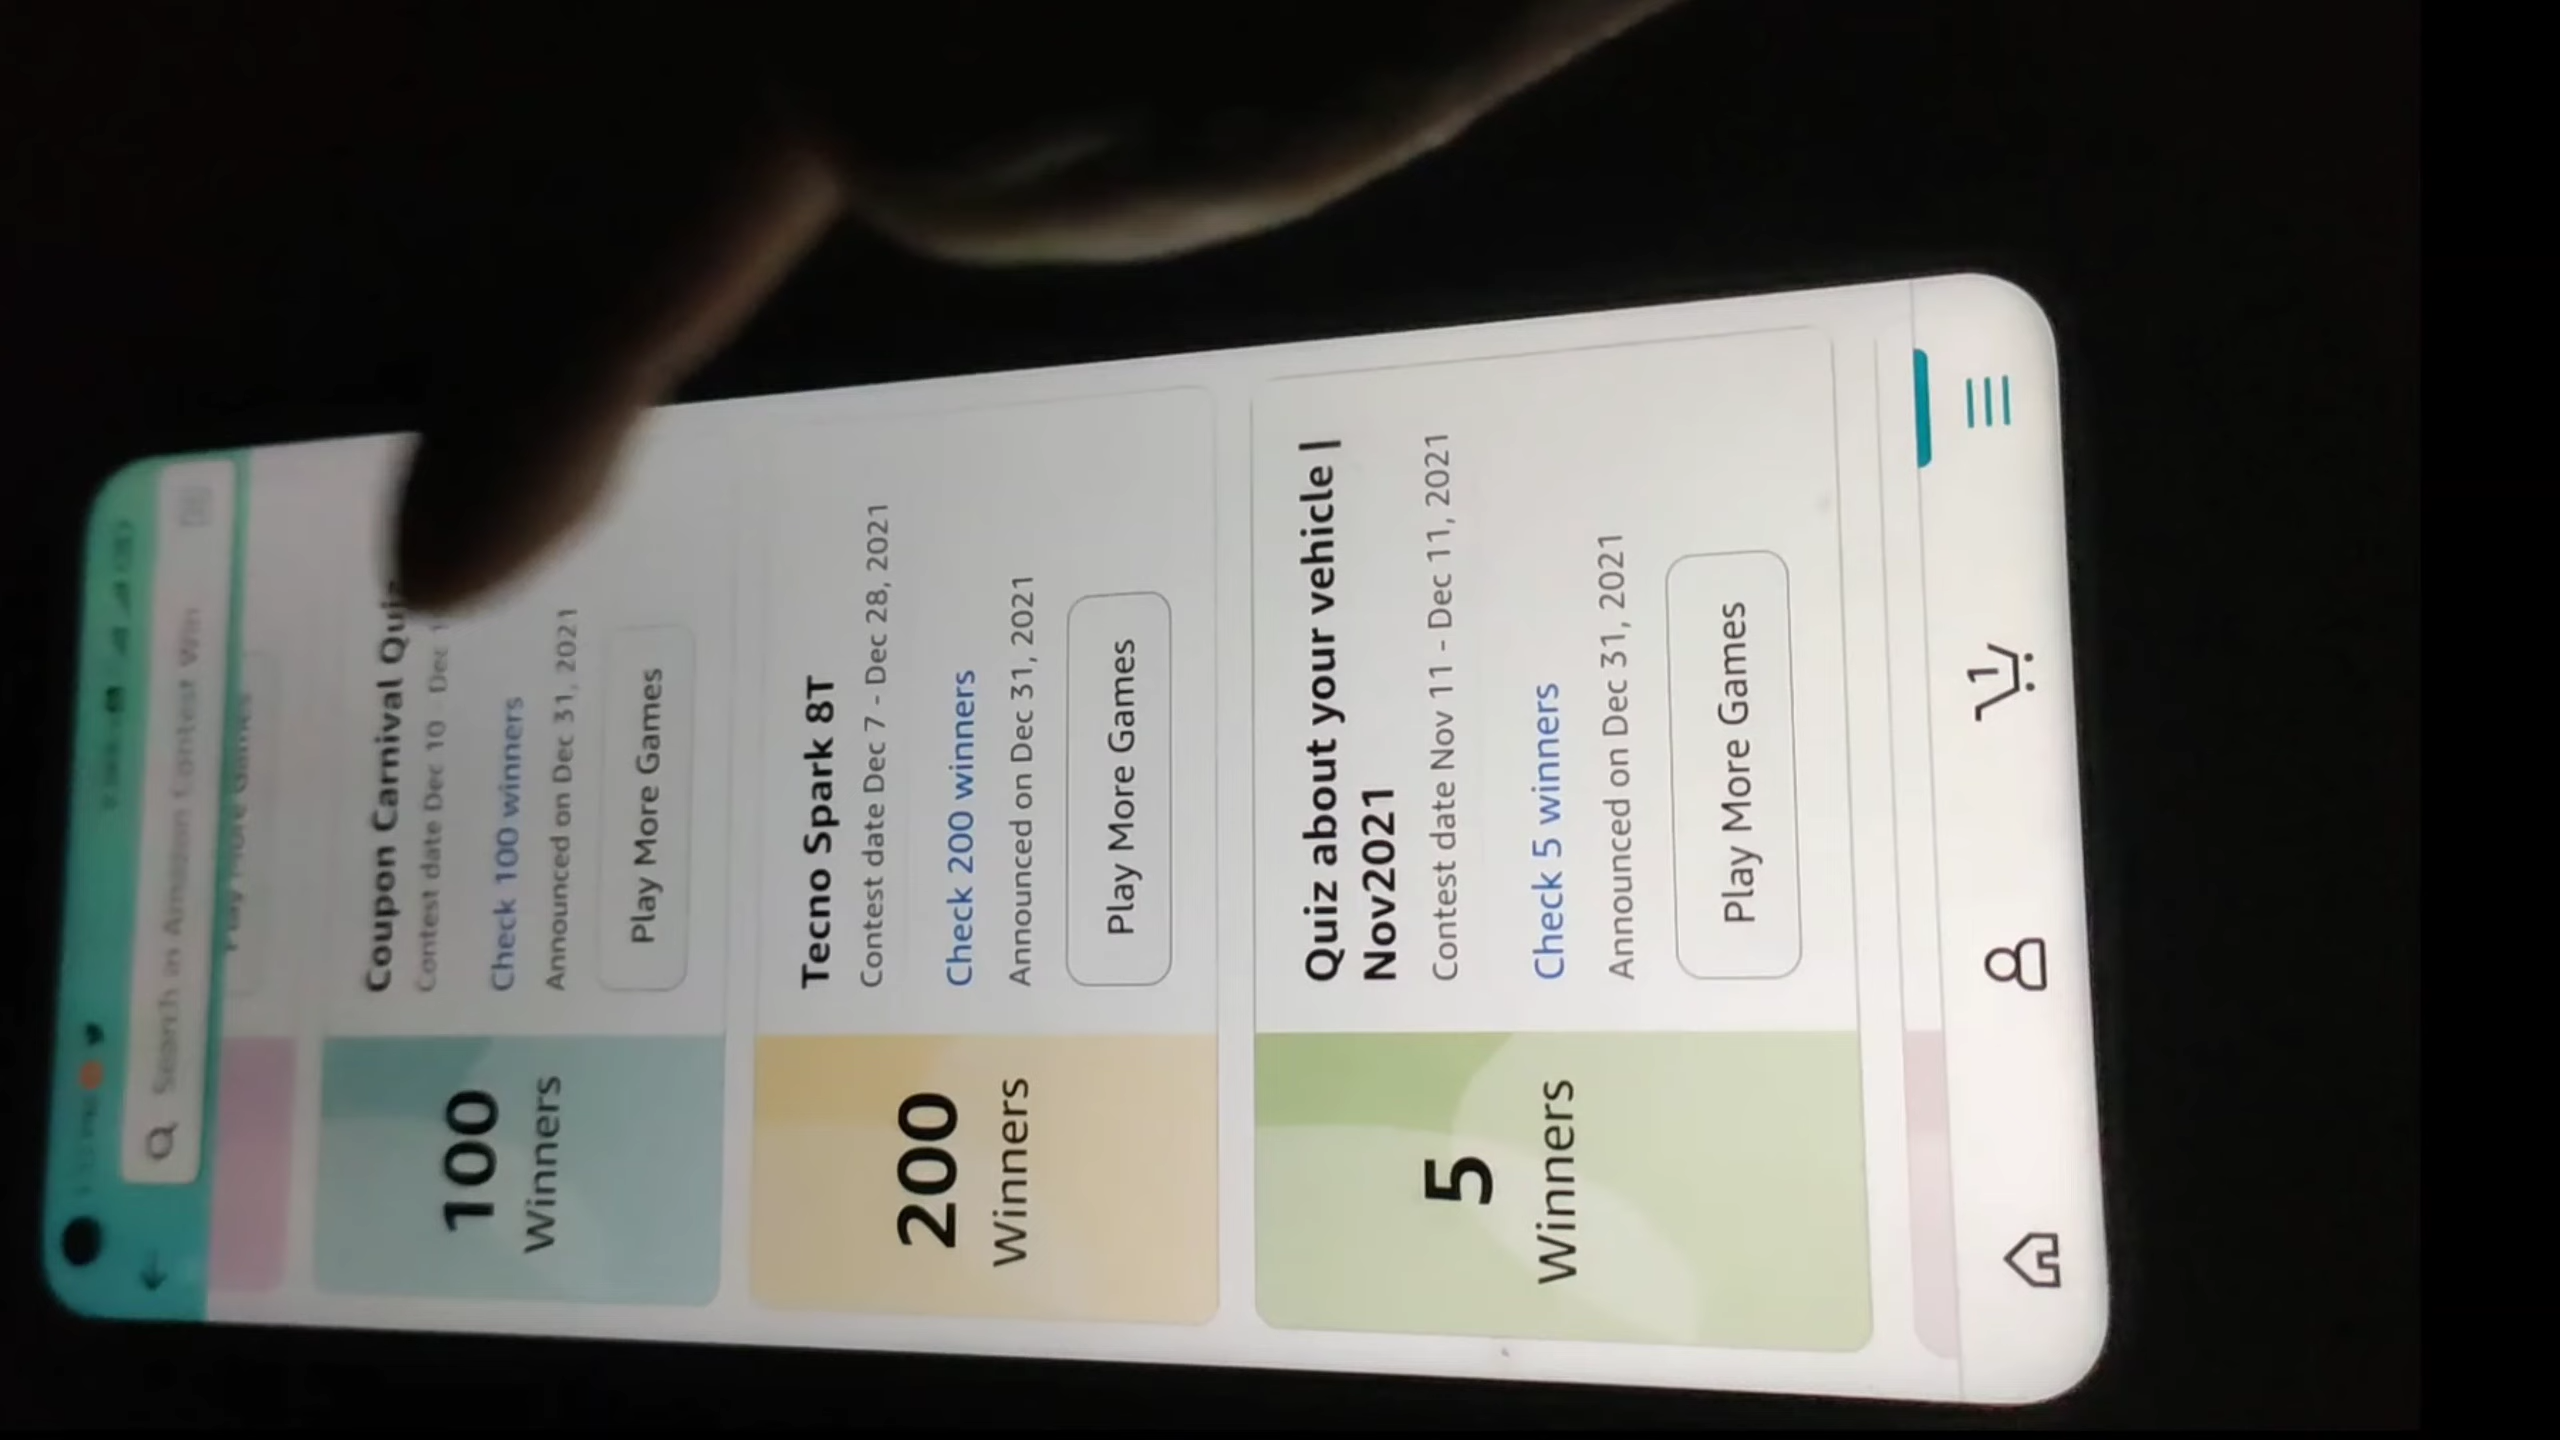 Search in Amazon Contest Win
Play More Games
100
Winners
Coupon Carnival
Contest date Dec 10 - Dec
Check 100 winners
Announced on Dec 31, 2021
Play More Games
200
Winners
Tecno Spark 8T
Contest date Dec 7 - Dec 28, 2021
Check 200 winners
Announced on Dec 31, 2021
Play More Games
5
Winners
Quiz about your vehicle |
Nov2021
Contest date Nov 11 - Dec 11, 2021
Check 5 winners
Announced on Dec 31, 2021
Play More Games
1